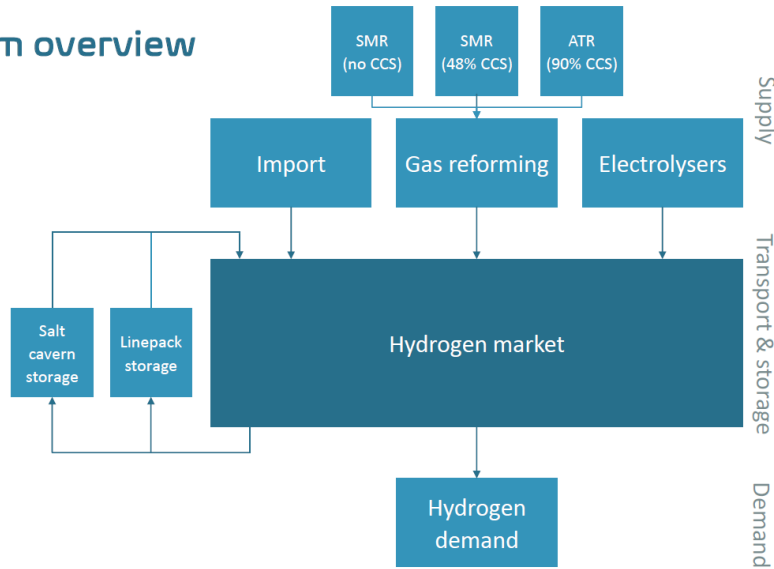 m overview
SMR
(no CCS)
SMR
(48% CCS)
ATR
(90% CCS)
Supply
Import
Gas reforming
Electrolysers
Transport & storage
Salt
cavern
storage
Linepack
storage
Hydrogen market
Hydrogen
demand
Demand